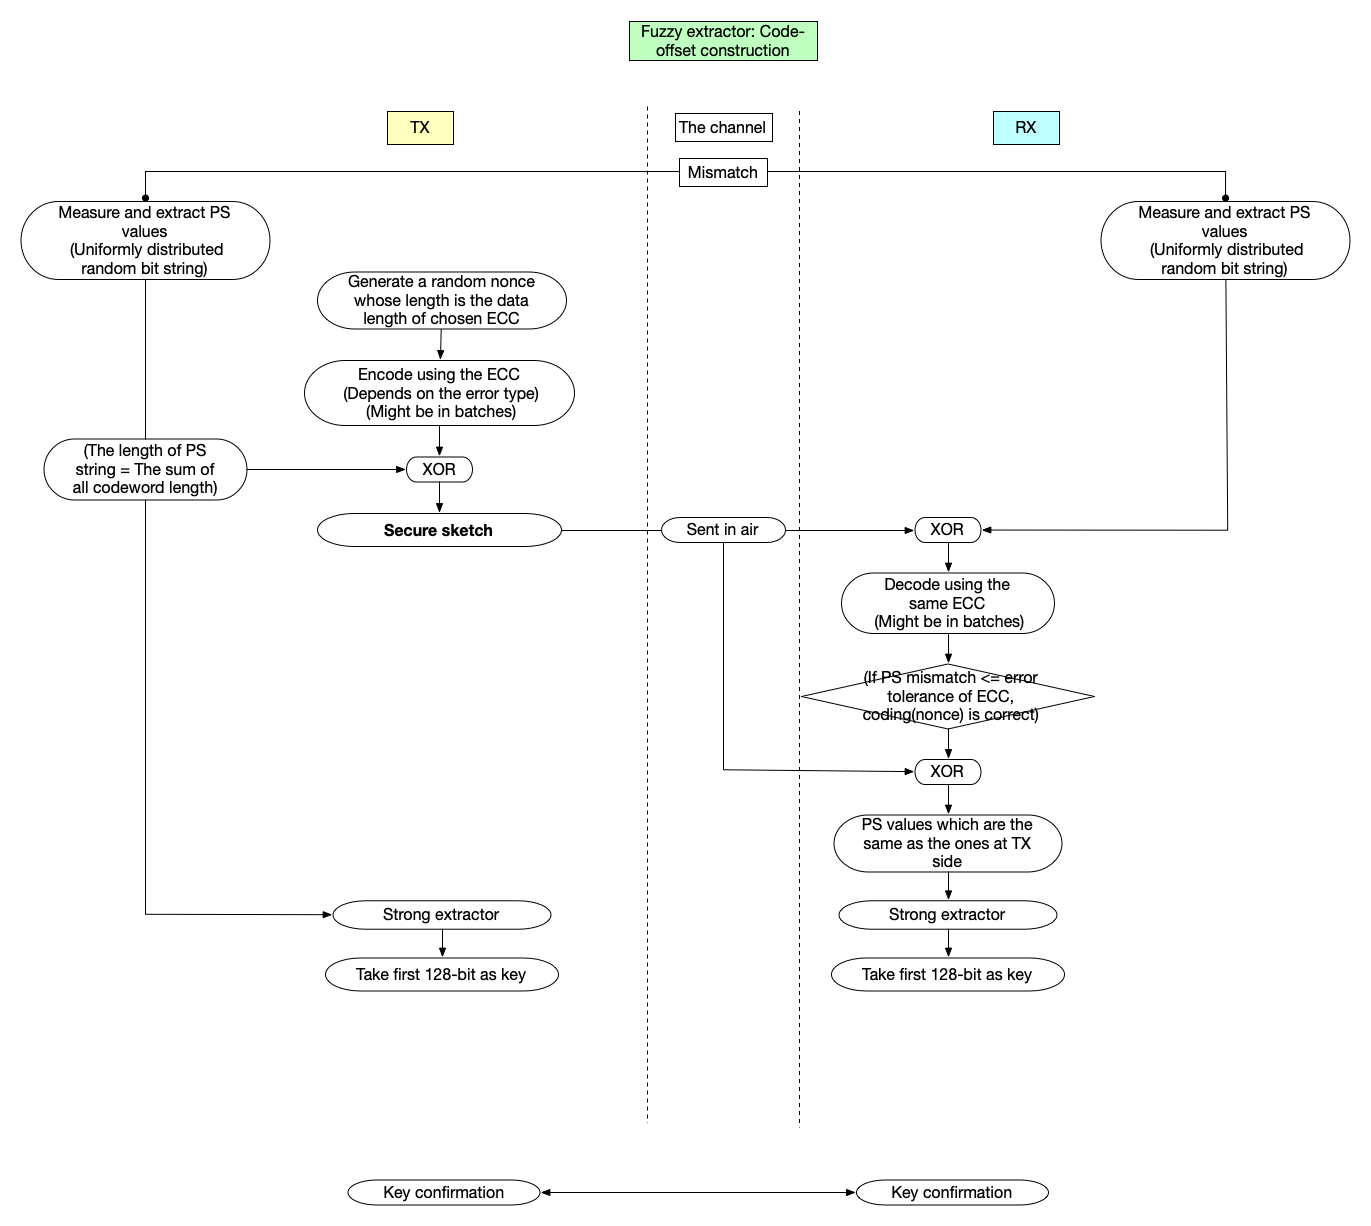 Fuzzy extractor: Code-
offset construction
TX
The channel
RX
Mismatch
Measure and extract PS
values
(Uniformly distributed
random bit string)
Measure and extract PS
values
(Uniformly distributed
random bit string)
Generate a random nonce
whose length is the data
length of chosen ECC
Encode using the ECC
(Depends on the error type)
(Might be in batches)
(The length of PS
string = The sum of
all codeword length)
XOR
Secure sketch
Sent in air
XOR
Decode using the
same ECC
(Might be in batches)
(If PS mismatch <= error
tolerance of ECC,
coding(nonce) is correct)
XOR
PS values which are the
same as the ones at TX
side
Strong extractor
Strong extractor
Take first 128-bit as key
Take first 128-bit as key
Key confirmation
Key confirmation